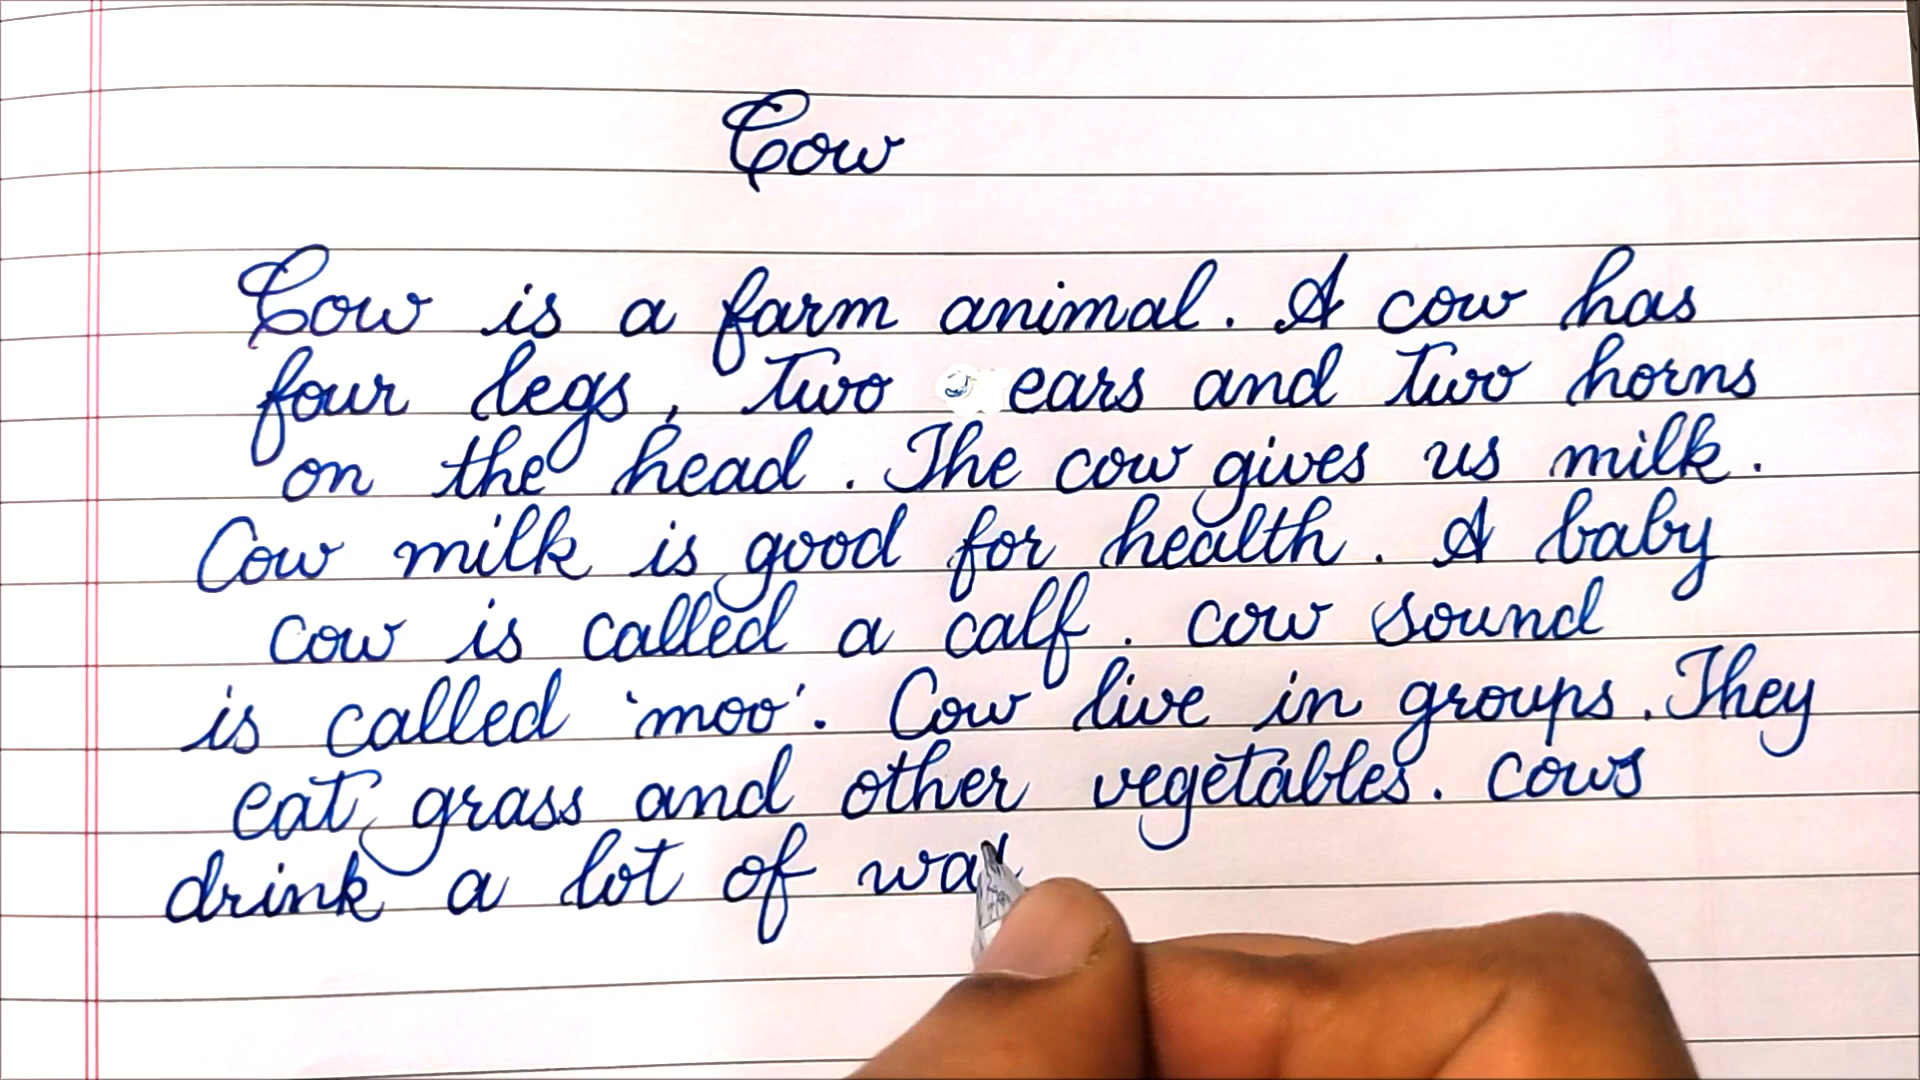 Cow
Cow is a farm animal. A cow has
four legs, two ears and two horns
on the head. The cow gives us milk.
Cow milk is good for health. A baby
cow is called a calf. cow sound
is called 'moo'. Cow live in groups. They
eat grass and other vegetables. cows
drink a lot of